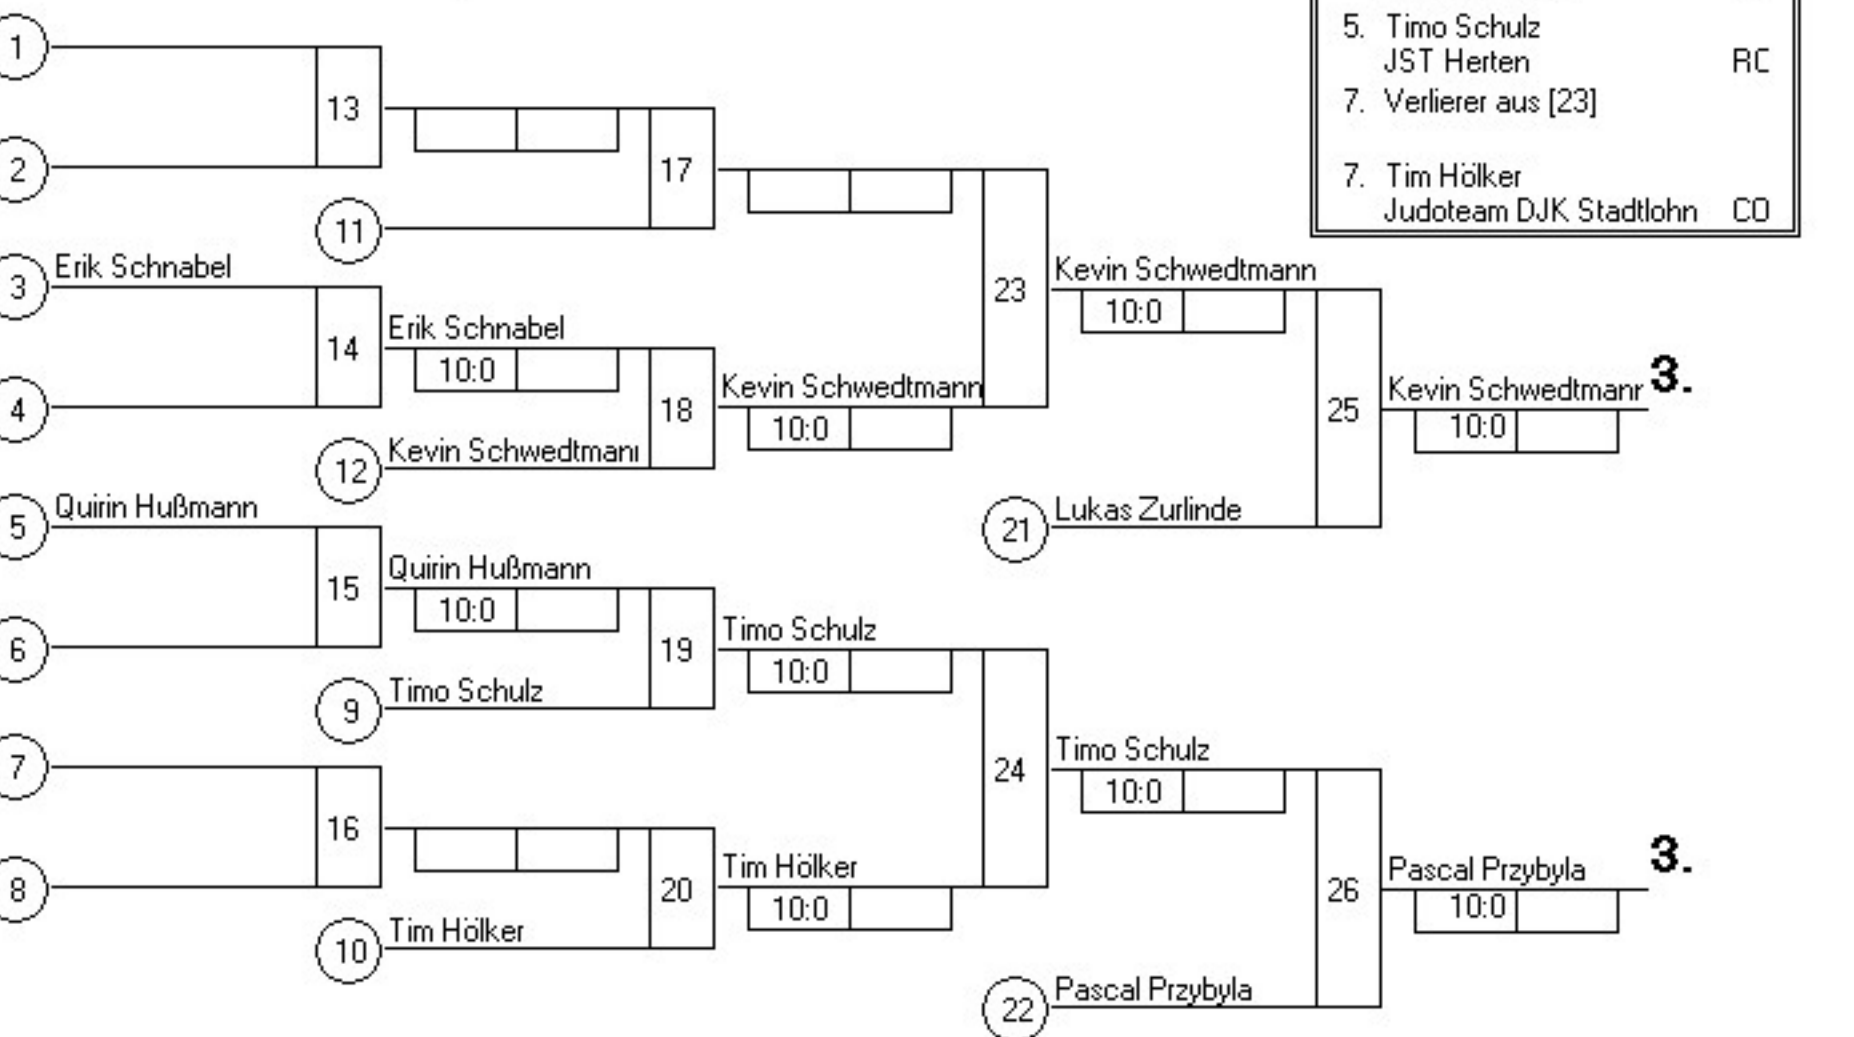 1
5. Timo Schulz
JST Herten RC
13
7. Verlierer aus [23]
2
17
7. Tim Hölker
Judoteam DJK Stadtlohn CO
11
3 Erik Schnabel
Kevin Schwedtmann
23
10:0
14
Erik Schnabel
10:0
4
18
Kevin Schwedtmann
10:0
25
Kevin Schwedtmanr 3.
10:0
12 Kevin Schwedtmani
5 Quirin Hußmann
21 Lukas Zurlinde
15
Quirin Hußmann
10:0
6
19
Timo Schulz
10:0
9 Timo Schulz
7
24
Timo Schulz
10:0
16
8
20
Tim Hölker
10:0
26
Pascal Przybyla 3.
10:0
10 Tim Hölker
22 Pascal Przybyla